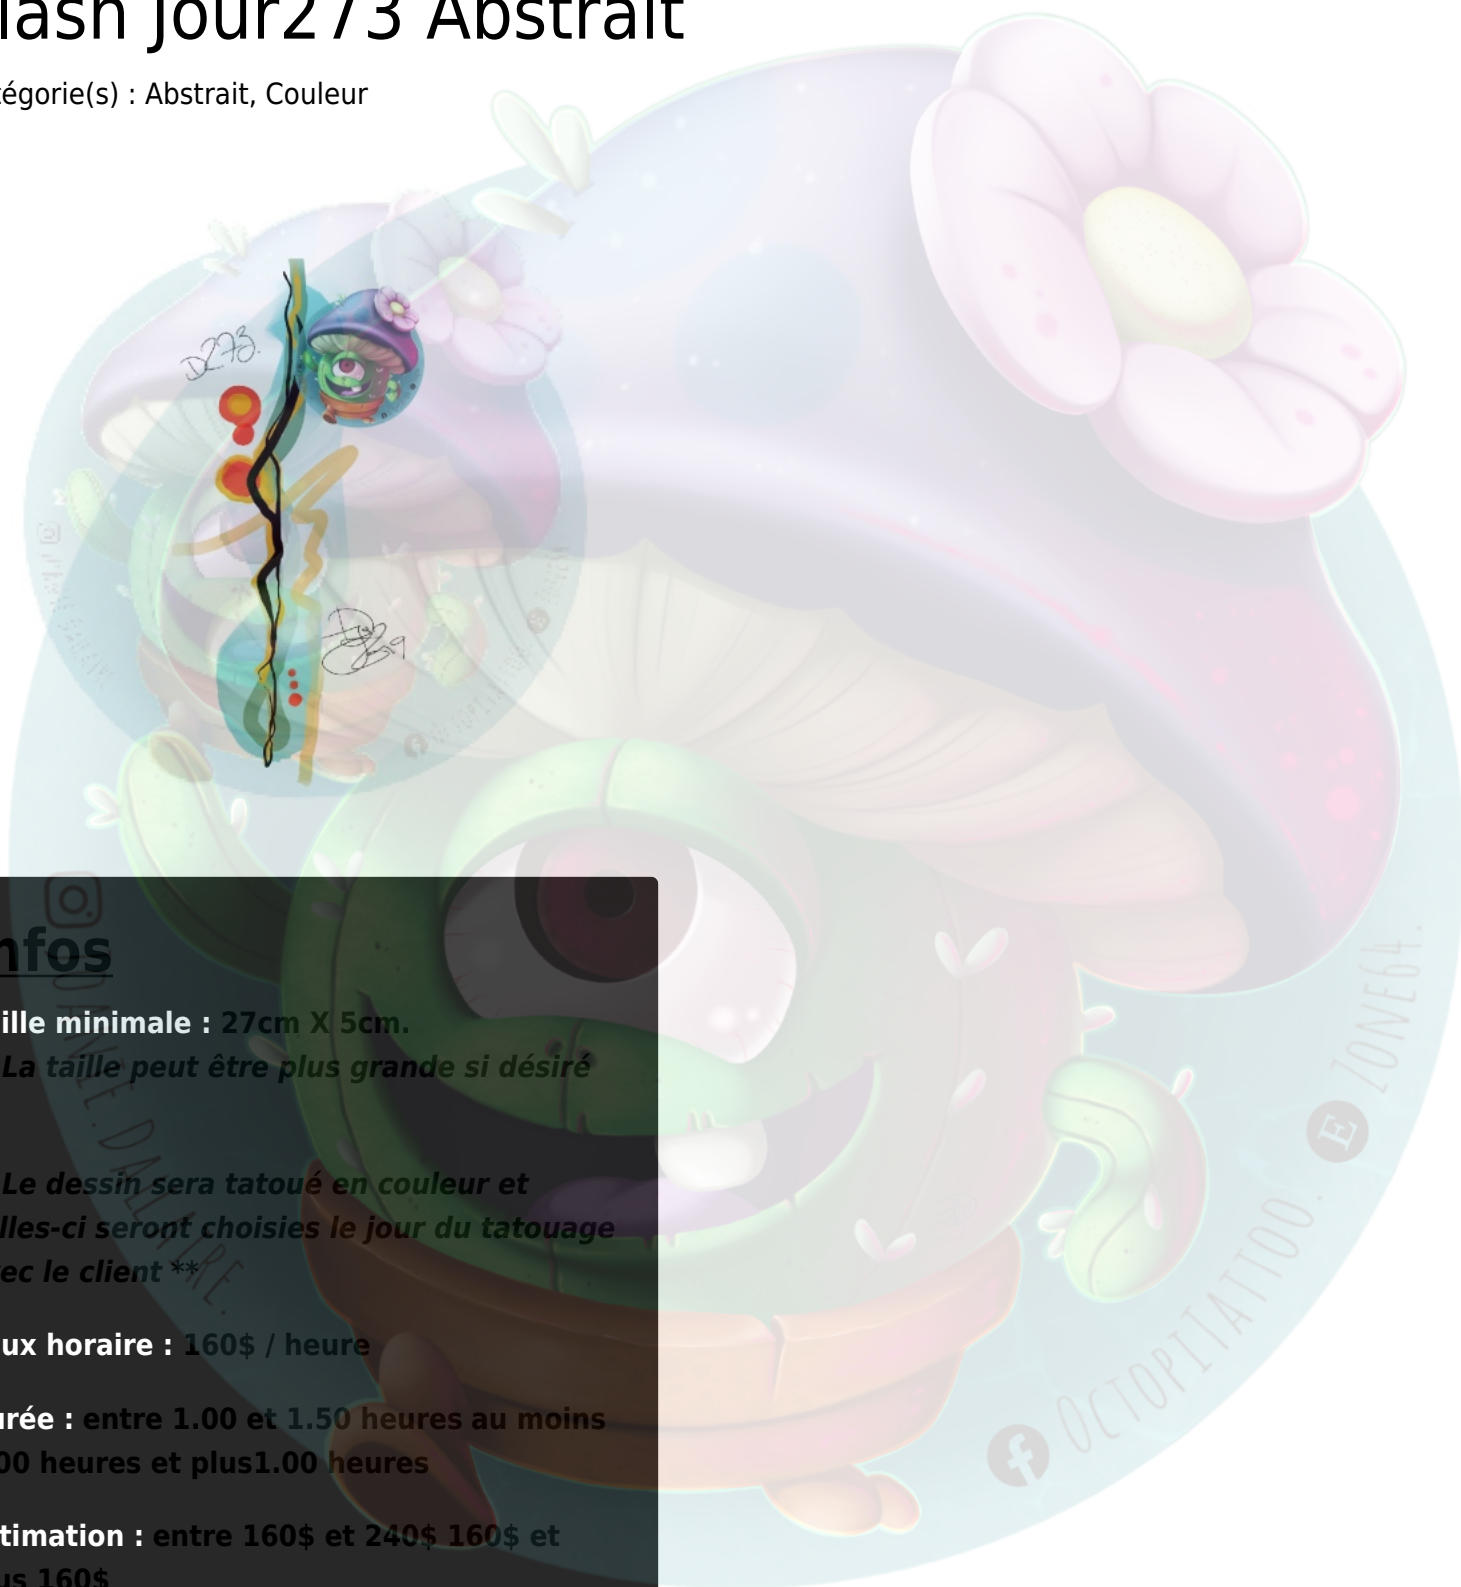 lash Jour273 Abstrait
tégorie(s) : Abstrait, Couleur
D273.
nfos
ille minimale : 27cm X 5cm.
La taille peut être plus grande si désiré
Le dessin sera tatoué en couleur et
lles-ci seront choisies le jour du tatouage
ec le client **
ux horaire : 160$ / heure
urée : entre 1.00 et 1.50 heures au moins
00 heures et plus1.00 heures
timation : entre 160$ et 240$ 160$ et
us 160$
OCTOPITATTOO.
ZONE64.